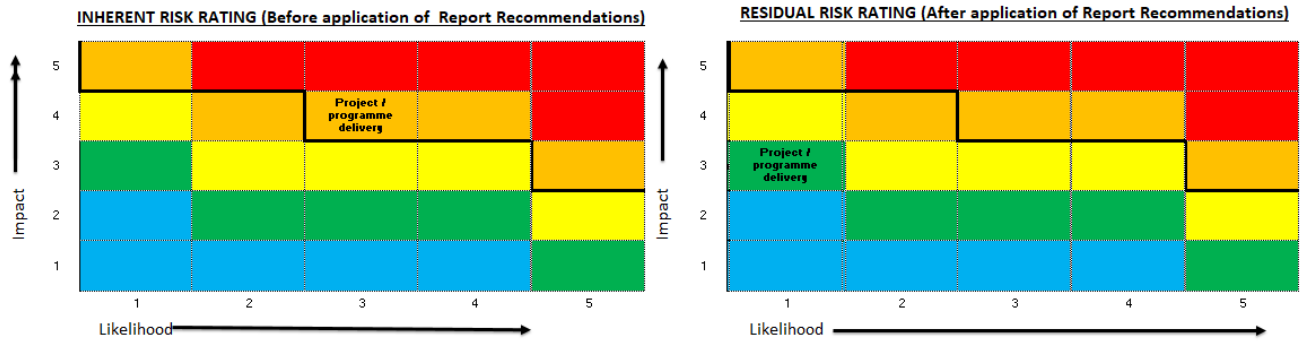 INHERENT RISK RATING (Before application of Report Recommendations)
5
4
3
2
1
Project /
programme
delivery
Impact
1 2 3 4 5
Likelihood
RESIDUAL RISK RATING (After application of Report Recommendations)
5
4
3
2
1
Project /
programme
delivery
Impact
1 2 3 4 5
Likelihood